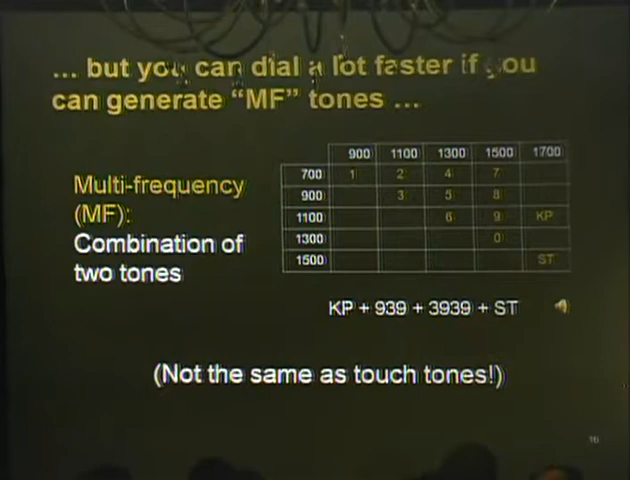 ... but you can dial a lot faster if you
can generate “MF” tones ...
900 1100 1300 1500 1700
700 1 2 4 7
Multi-frequency
900 3 5 8
(MF):
1100 6 9 KP
Combination of
1300 0
two tones
1500 ST
KP + 939 + 3939 + ST
(Not the same as touch tones!)
16